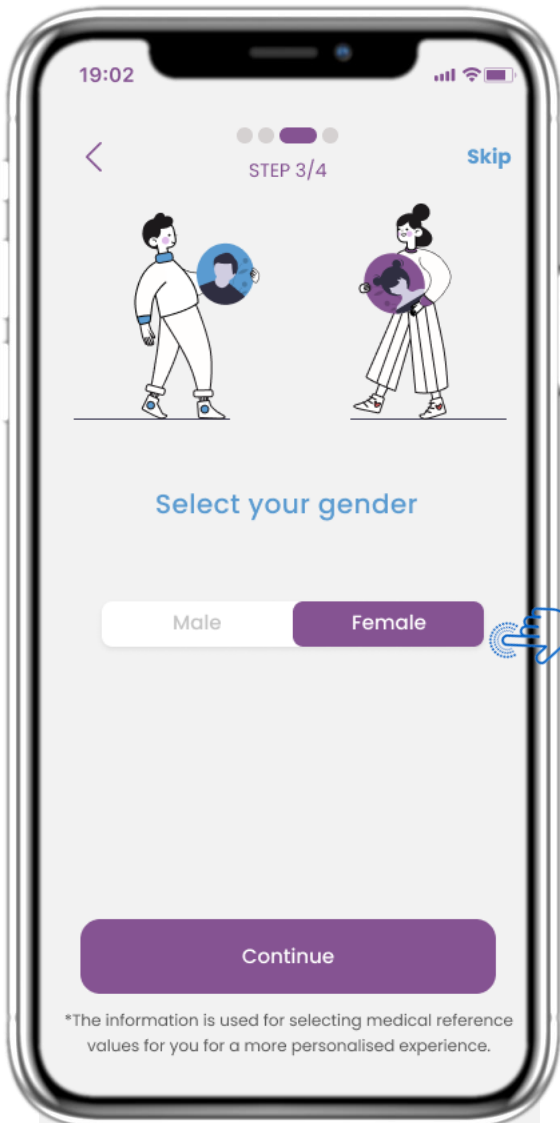 19:02
Skip
STEP 3/4
Select your gender
Male
Female
Continue
*The information is used for selecting medical reference
values for you for a more personalised experience.